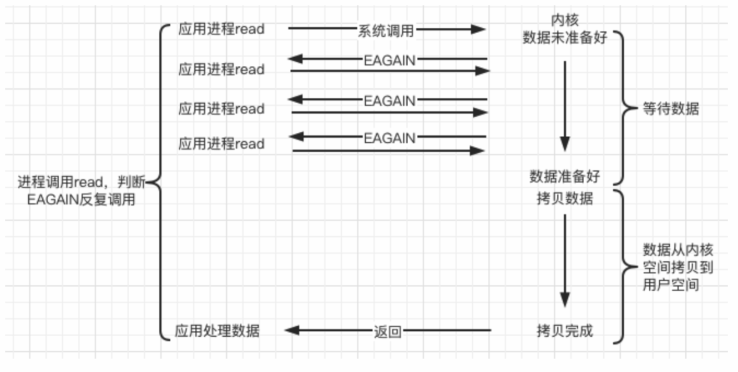 应用进程read
系统调用
内核
数据未准备好
EAGAIN
应用进程read
EAGAIN
应用进程read
等待数据
EAGAIN
应用进程read
进程调用read，判断
EAGAIN反复调用
数据准备好
拷贝数据
数据从内核
空间拷贝到
用户空间
应用处理数据
返回
拷贝完成